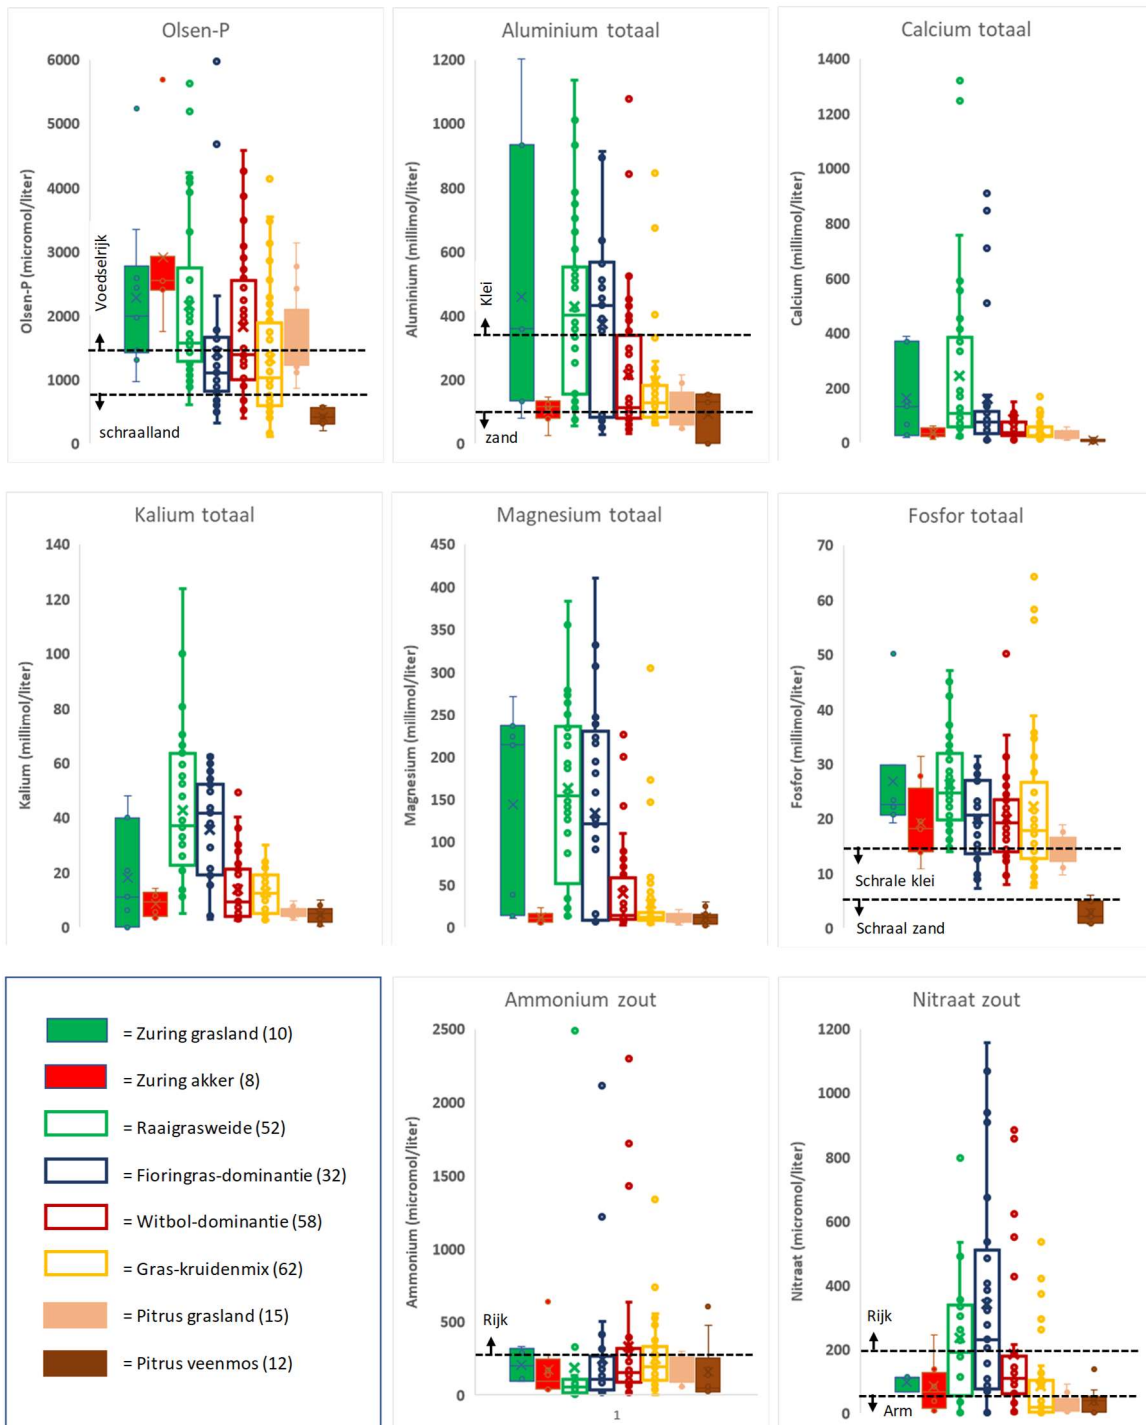 Olsen-P
Olsen-P (micromol/liter)
6000
5000
4000
3000
2000
1000
0
Voedselrijk
schraalland
Aluminium totaal
Aluminium (millimol/liter)
1200
1000
800
600
400
200
0
Klei
zand
Calcium totaal
Calcium (millimol/liter)
1400
1200
1000
800
600
400
200
0
Kalium totaal
Kalium (millimol/liter)
140
120
100
80
60
40
20
0
Magnesium totaal
Magnesium (millimol/liter)
450
400
350
300
250
200
150
100
50
0
Fosfor totaal
Fosfor (millimol/liter)
70
60
50
40
30
20
10
0
Schrale klei
Schraal zand
= Zuring grasland (10)
= Zuring akker (8)
= Raaigrasweide (52)
= Fioringras-dominantie (32)
= Witbol-dominantie (58)
= Gras-kruidenmix (62)
= Pitrus grasland (15)
= Pitrus veenmos (12)
Ammonium zout
Ammonium (micromol/liter)
2500
2000
1500
1000
500
0
Rijk
1
Nitraat zout
Nitraat (micromol/liter)
1200
1000
800
600
400
200
0
Rijk
Arm